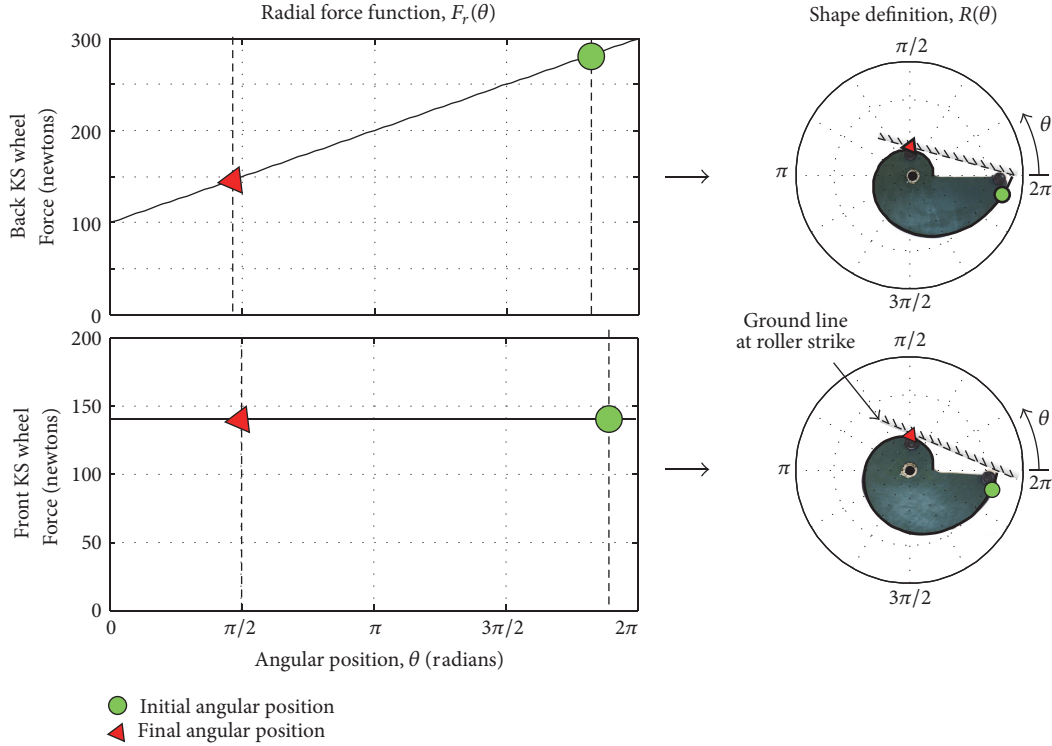 Radial force function, F_r(θ)
Back KS wheel
Force (newtons)
300
200
100
0
Shape definition, R(θ)
π/2
θ
π
2π
3π/2
Front KS wheel
Force (newtons)
200
150
100
50
0
0
π/2
π
3π/2
2π
Angular position, θ (radians)
Ground line
at roller strike
π/2
θ
π
2π
3π/2
Initial angular position
Final angular position